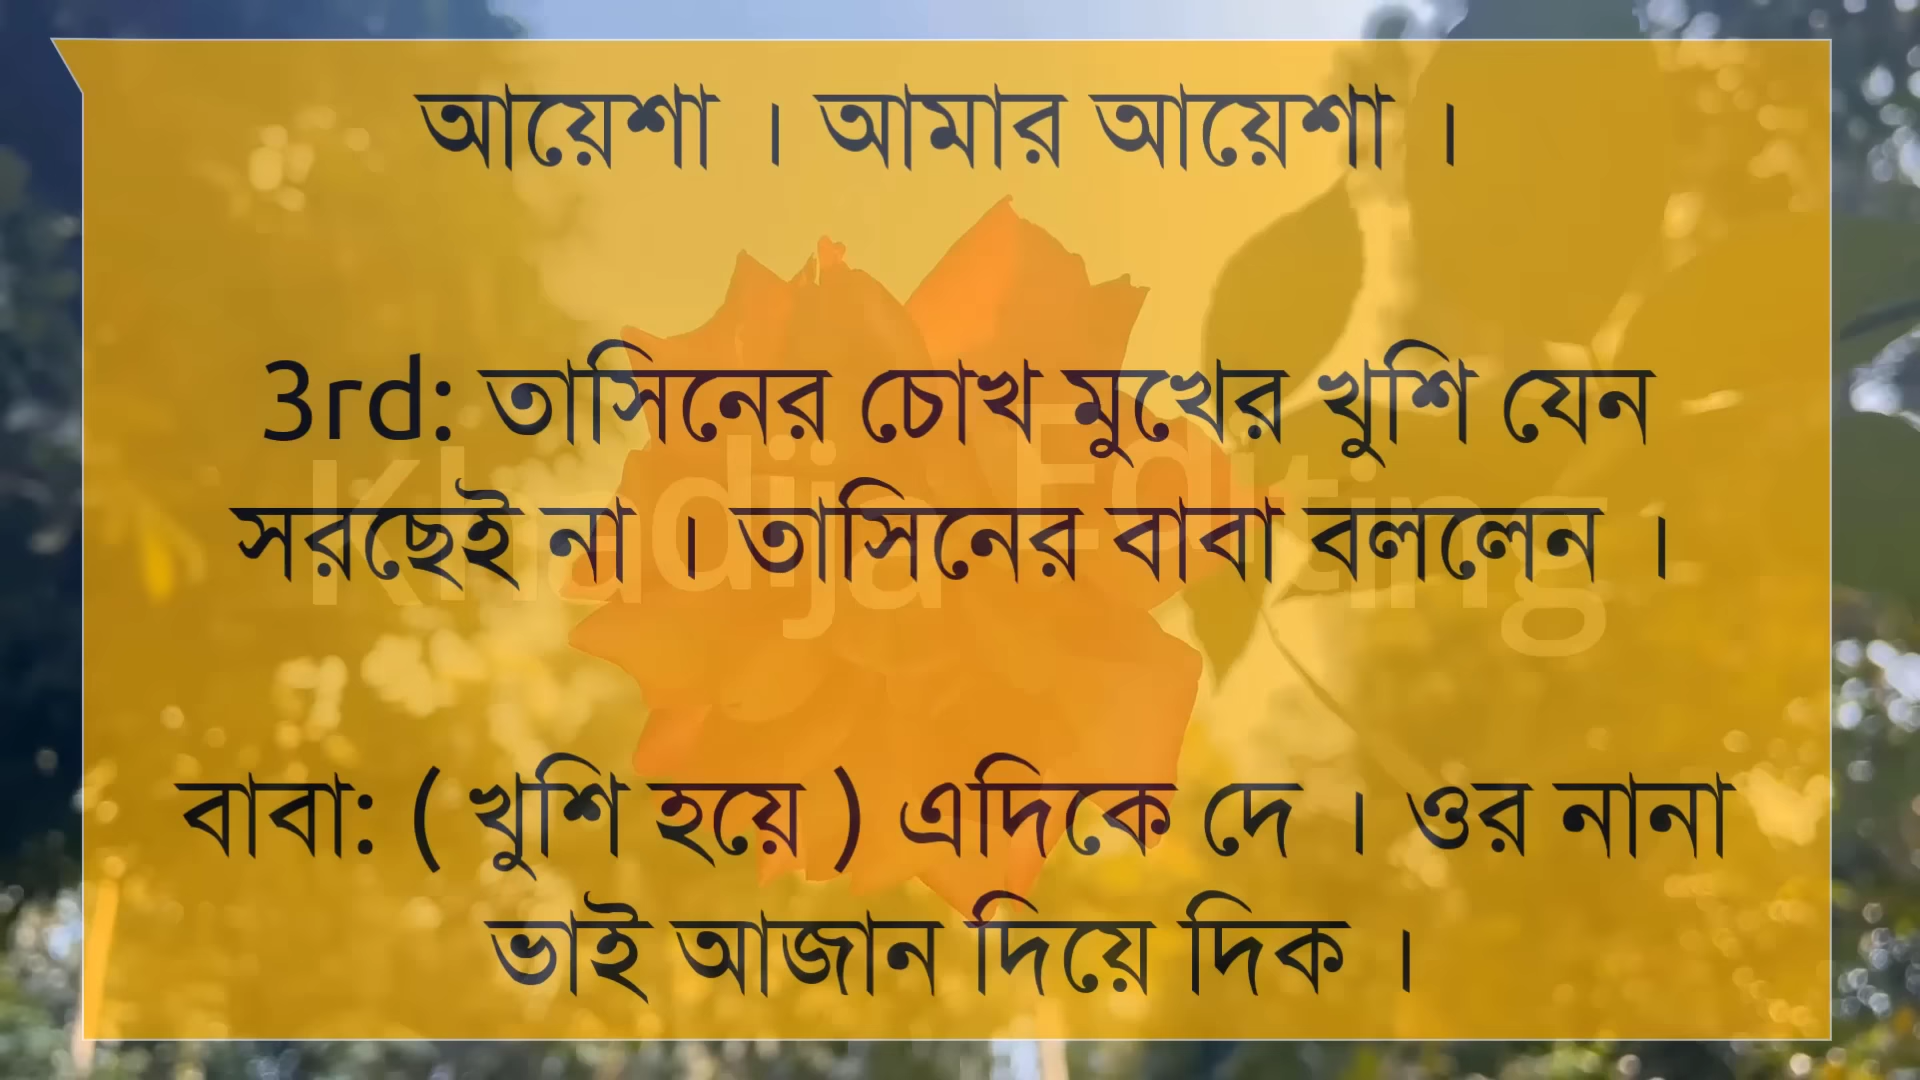 আয়েশা । আমার আয়েশা ।
3rd: তাসিনের চোখ মুখের খুশি যেন
সরছেই না । তাসিনের বাবা বললেন ।
Khadija Editing
বাবা: ( খুশি হয়ে ) এদিকে দে । ওর নানা
ভাই আজান দিয়ে দিক ।